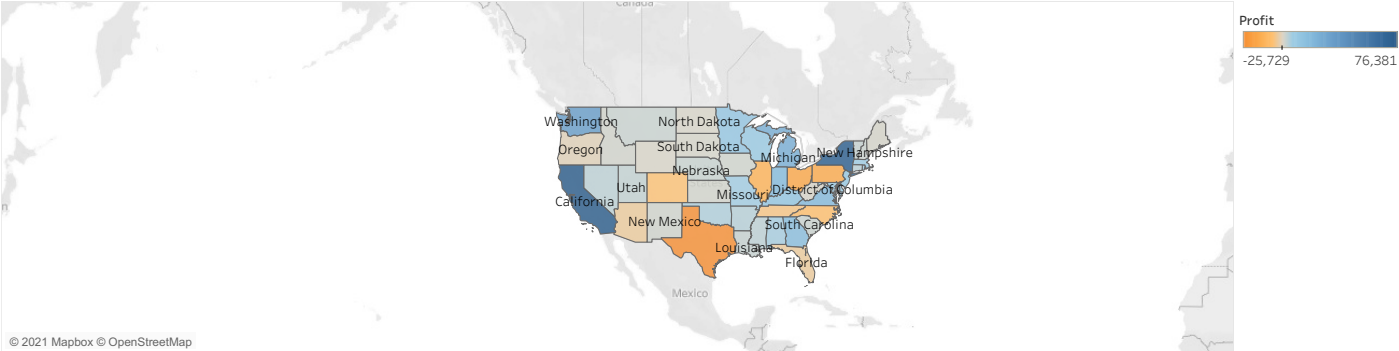 Canada
Profit
-25,729 76,381
Washington
North Dakota
Oregon
South Dakota
Michigan
New Hampshire
Nebraska
Utah
Missouri
District of Columbia
California
New Mexico
South Carolina
Louisiana
Florida
Mexico
© 2021 Mapbox © OpenStreetMap